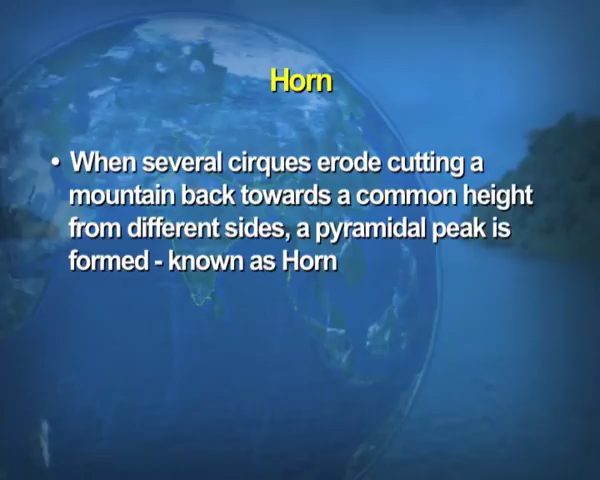 Horn
• When several cirques erode cutting a
mountain back towards a common height
from different sides, a pyramidal peak is
formed - known as Horn